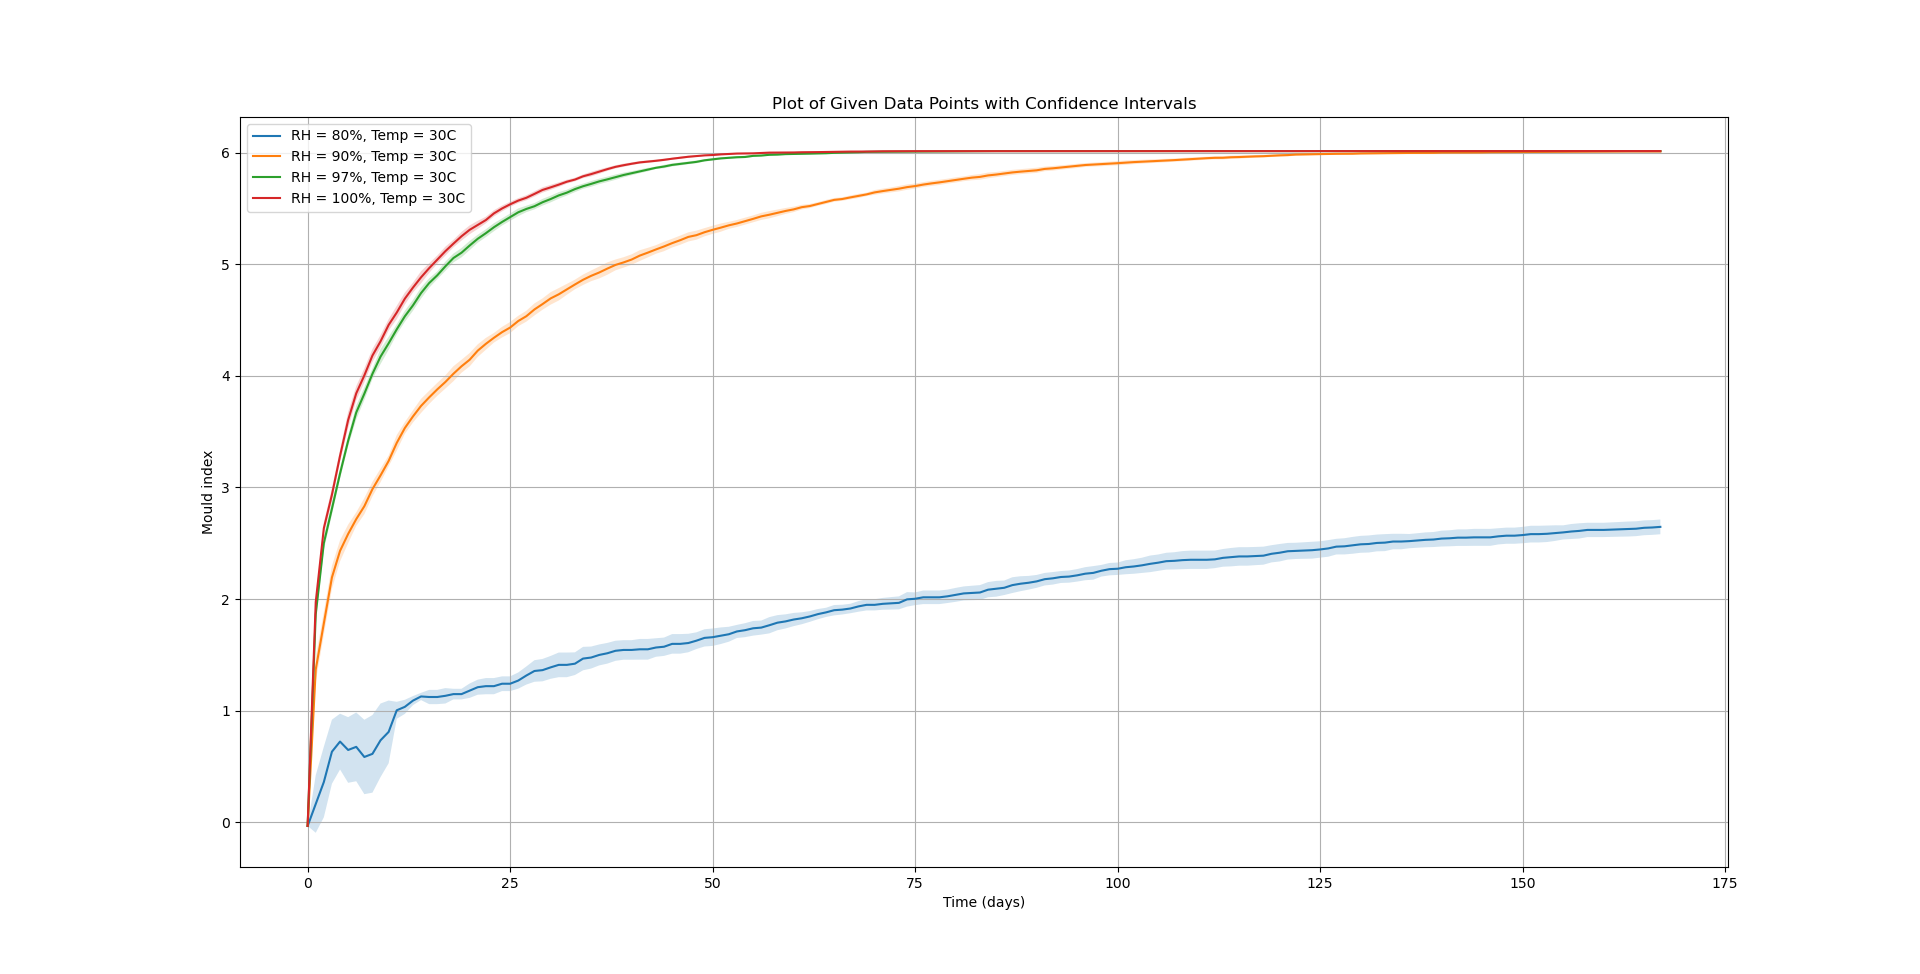 Plot of Given Data Points with Confidence Intervals
RH = 80%, Temp = 30C
RH = 90%, Temp = 30C
RH = 97%, Temp = 30C
RH = 100%, Temp = 30C
6
5
4
3
2
1
0
Mould index
0 25 50 75 100 125 150 175
Time (days)